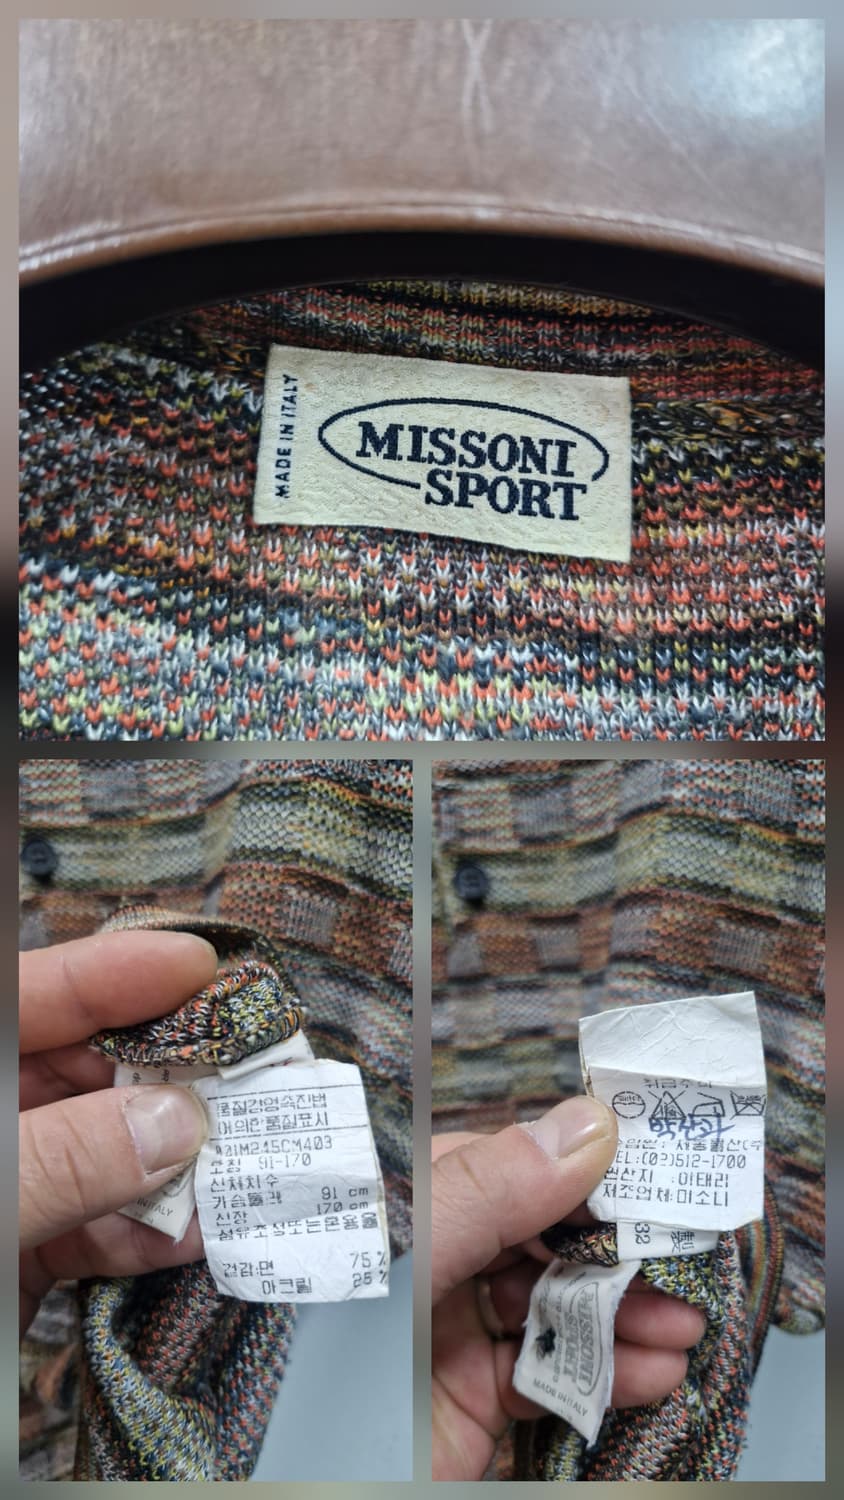 MADE IN ITALY
MISSONI
SPORT
품질경영촉진법
의한품질표시
A01M245CM403
호칭 91-170
신체치수
가슴둘레 91 cm
신장 170 cm
섬유조성또는혼용율
겉감:면 75 %
아크릴 25 %
IN ITALY
취급주의
TEL:(02)512-1700
원산지 :이태리
제조업체:미소니
32
製
MISSONI
SPORT
MADE IN ITALY